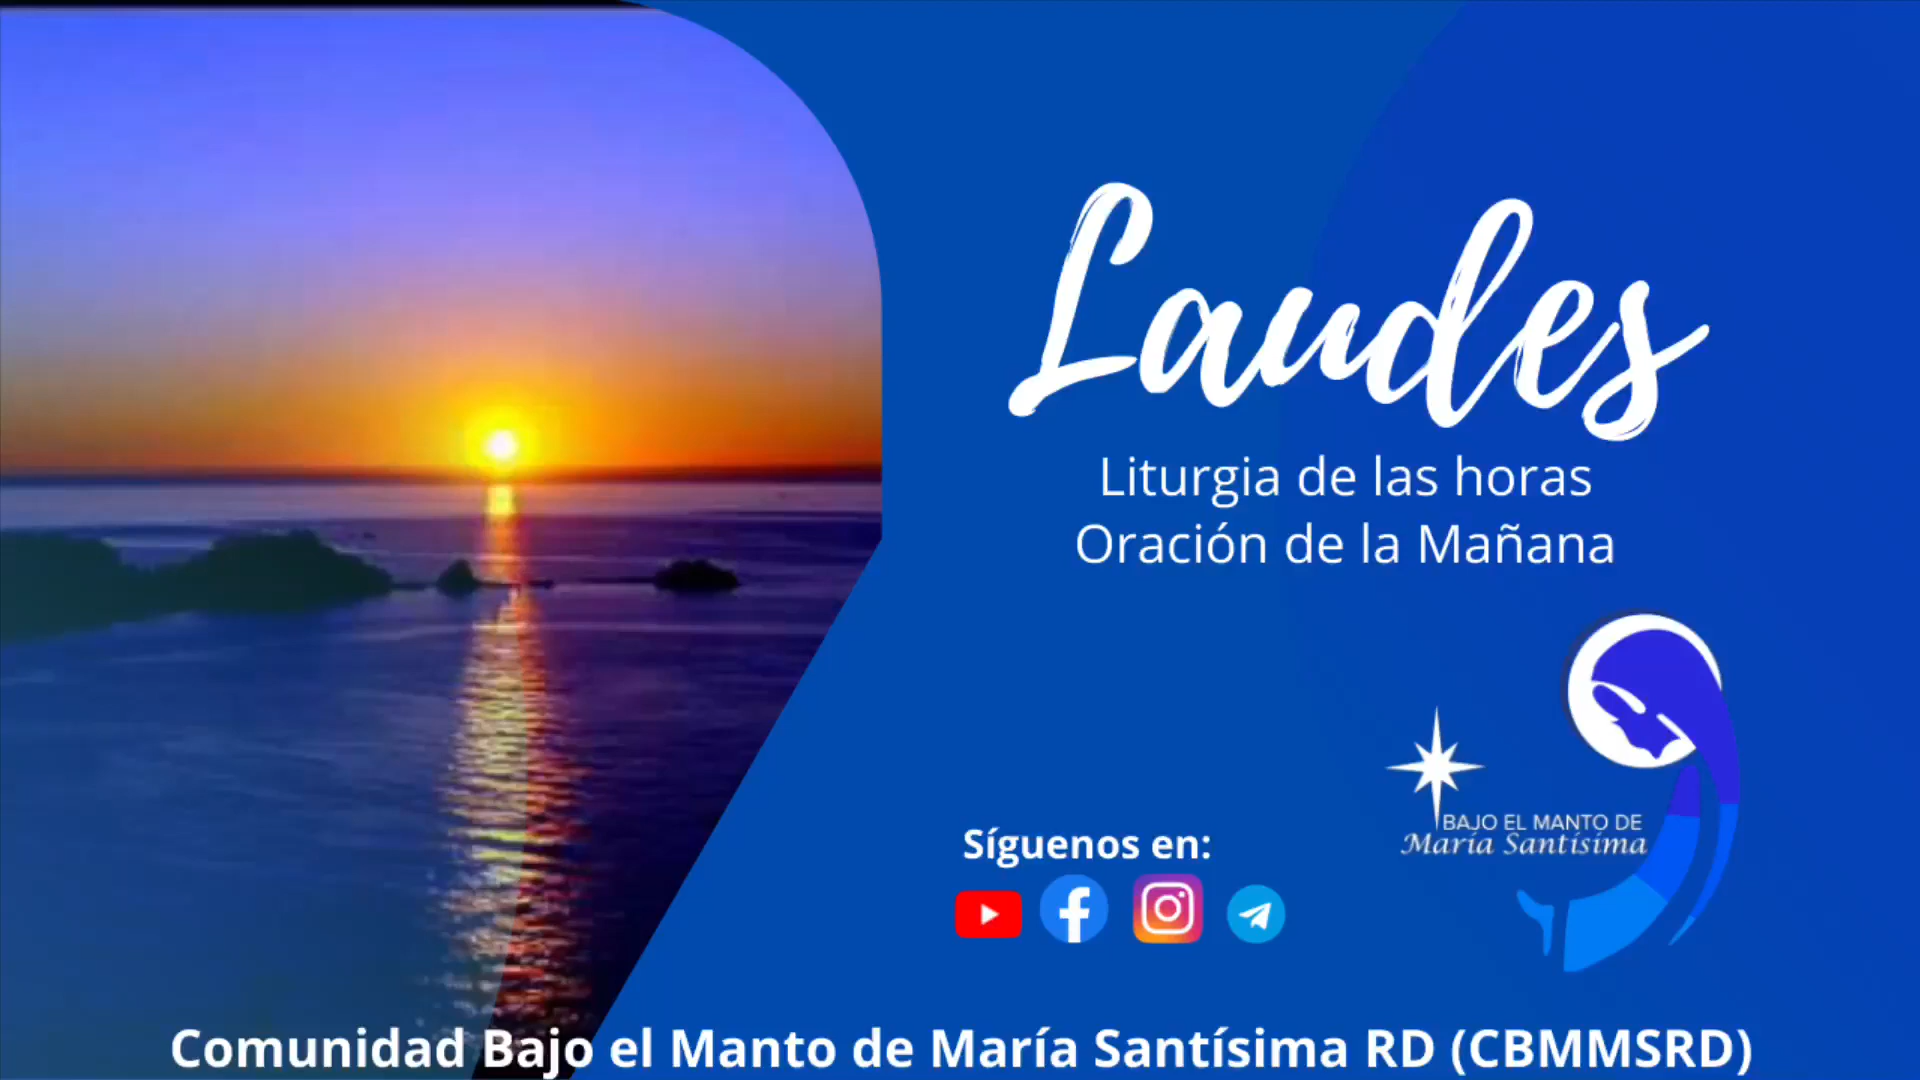 Laudes
Liturgia de las horas
Oración de la Mañana
BAJO EL MANTO DE
María Santísima
Síguenos en:
Comunidad Bajo el Manto de María Santísima RD (CBMMSRD)